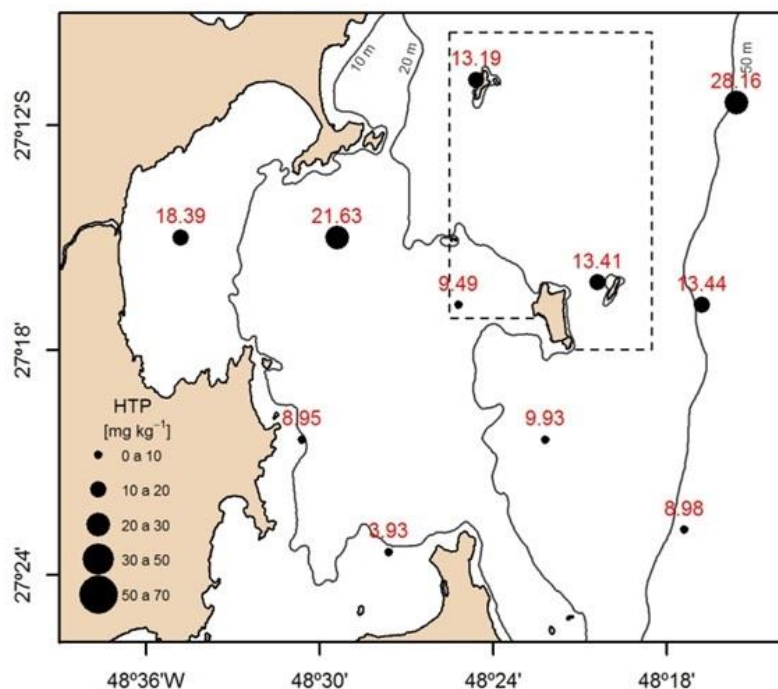 10 m
20 m
50 m
13.19
28.16
27°12'S
18.39
21.63
13.41
9.49
13.44
27°18'
HTP
[mg kg⁻¹]
0 a 10
10 a 20
20 a 30
30 a 50
50 a 70
8.95
9.93
8.98
3.93
27°24'
48°36'W
48°30'
48°24'
48°18'